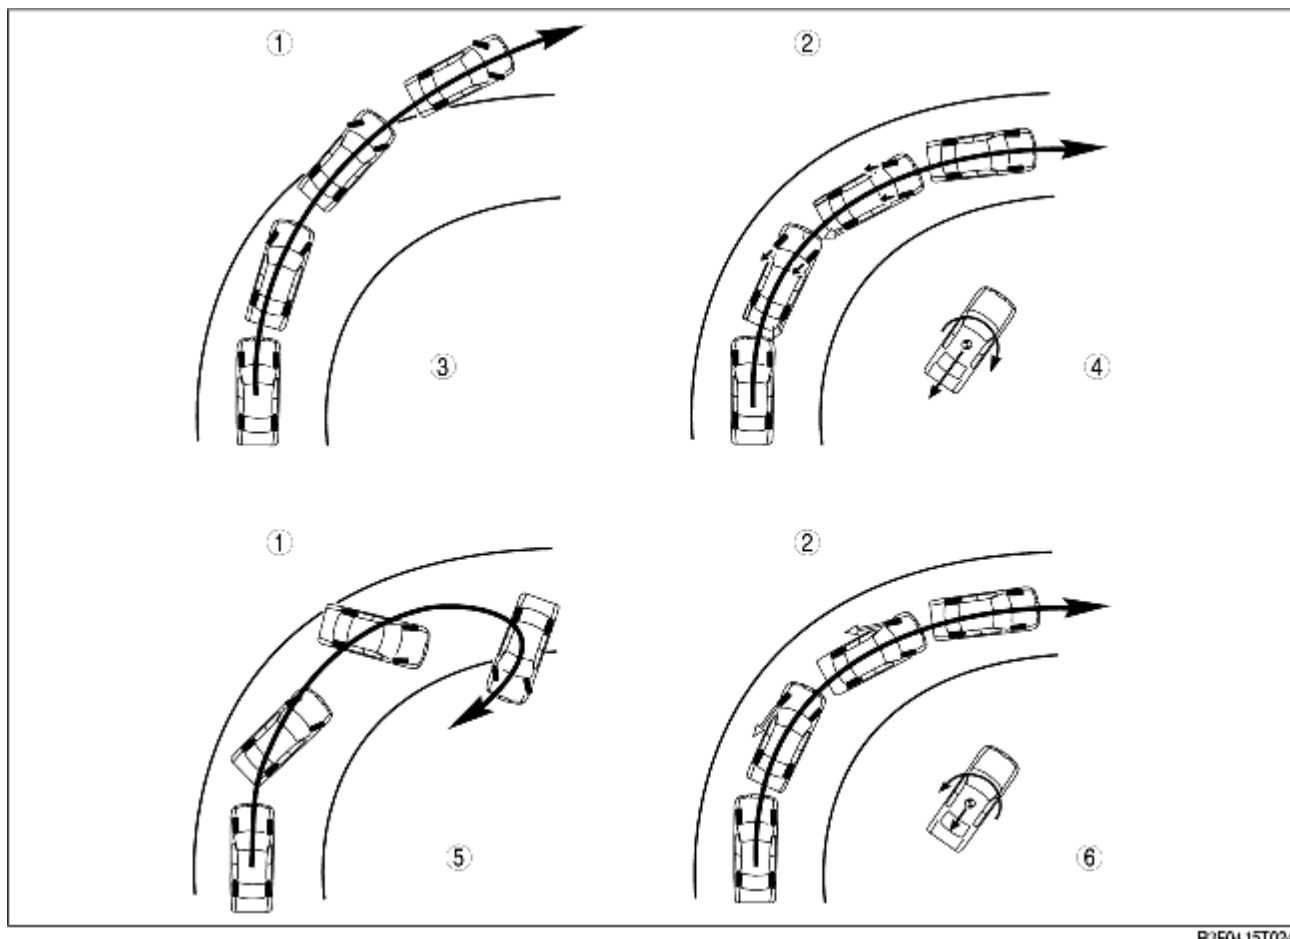 ① ②
③ ④
① ②
⑤ ⑥